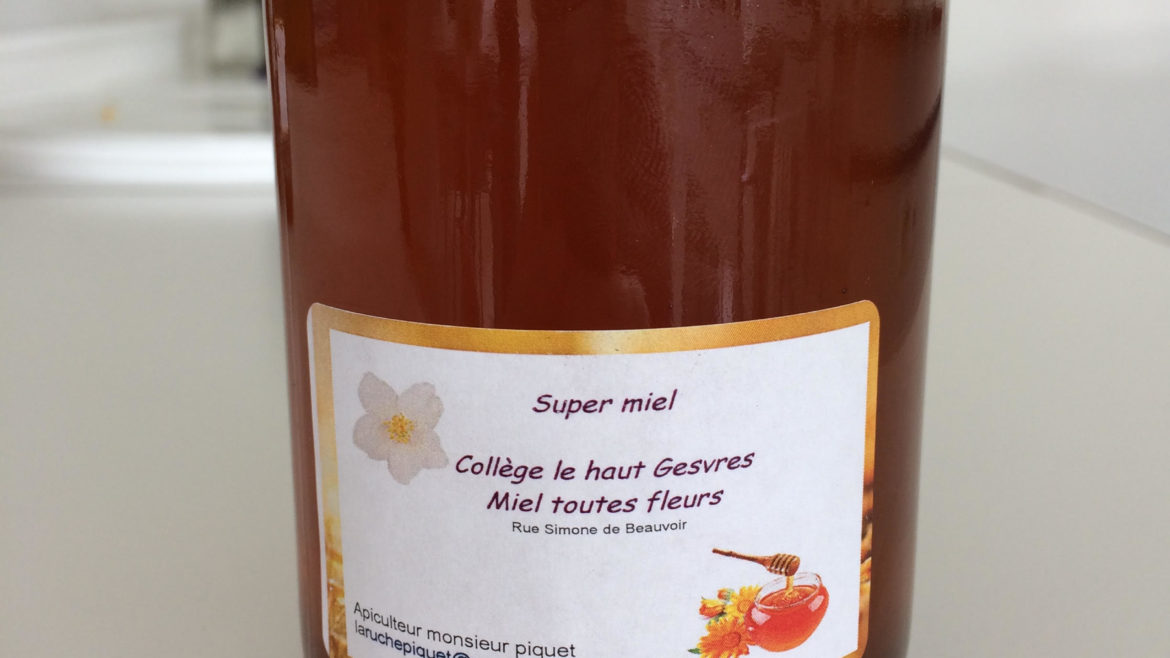 Super miel
Collège le haut Gesvres
Miel toutes fleurs
Rue Simone de Beauvoir
Apiculteur monsieur piquet
laruchepiquet@